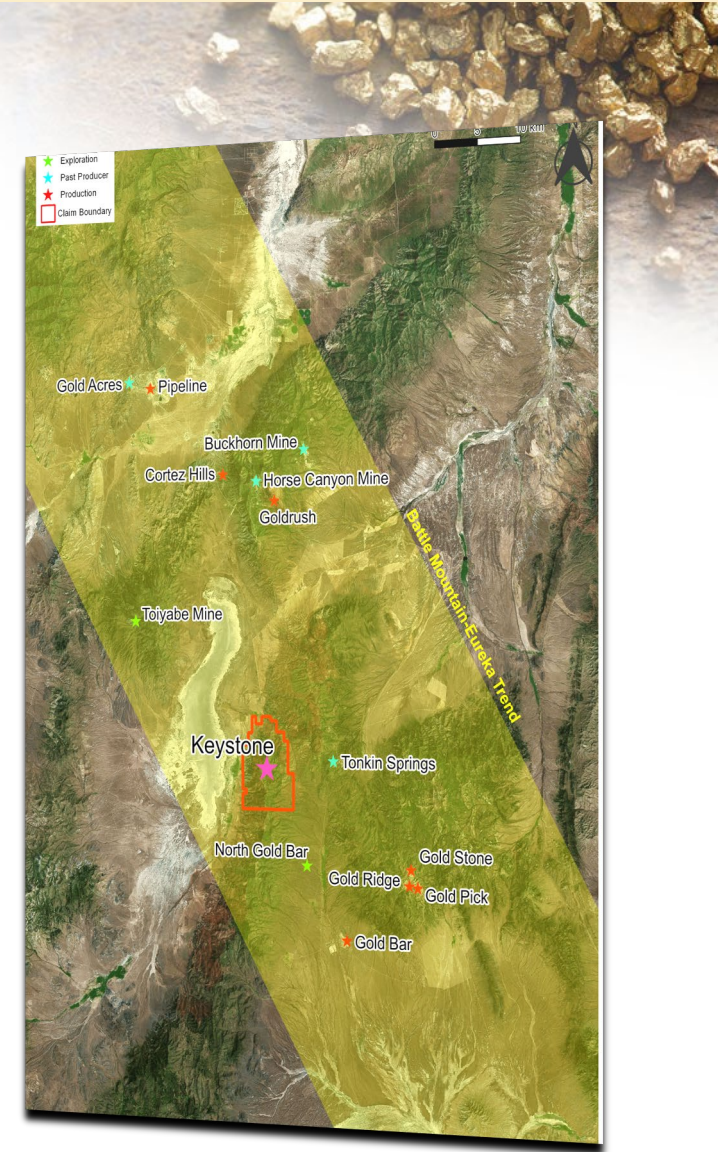 0 5 10 KM
Exploration
Past Producer
Production
Claim Boundary
Gold Acres
Pipeline
Buckhorn Mine
Cortez Hills
Horse Canyon Mine
Goldrush
Battle Mountain-Eureka Trend
Toiyabe Mine
Keystone
Tonkin Springs
North Gold Bar
Gold Stone
Gold Ridge
Gold Pick
Gold Bar